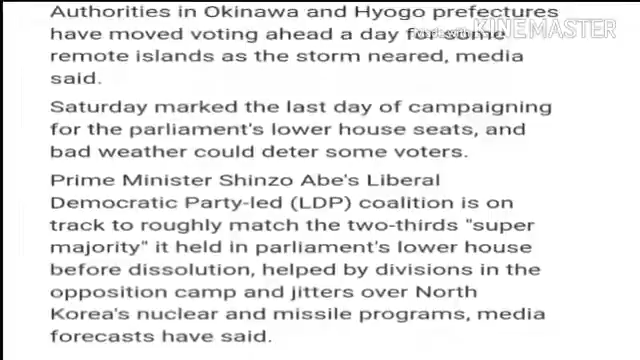 Authorities in Okinawa and Hyogo prefectures
have moved voting ahead a day for some
remote islands as the storm neared, media
said.
Saturday marked the last day of campaigning
for the parliament's lower house seats, and
bad weather could deter some voters.
Prime Minister Shinzo Abe's Liberal
Democratic Party-led (LDP) coalition is on
track to roughly match the two-thirds "super
majority" it held in parliament's lower house
before dissolution, helped by divisions in the
opposition camp and jitters over North
Korea's nuclear and missile programs, media
forecasts have said.
KINEMASTER